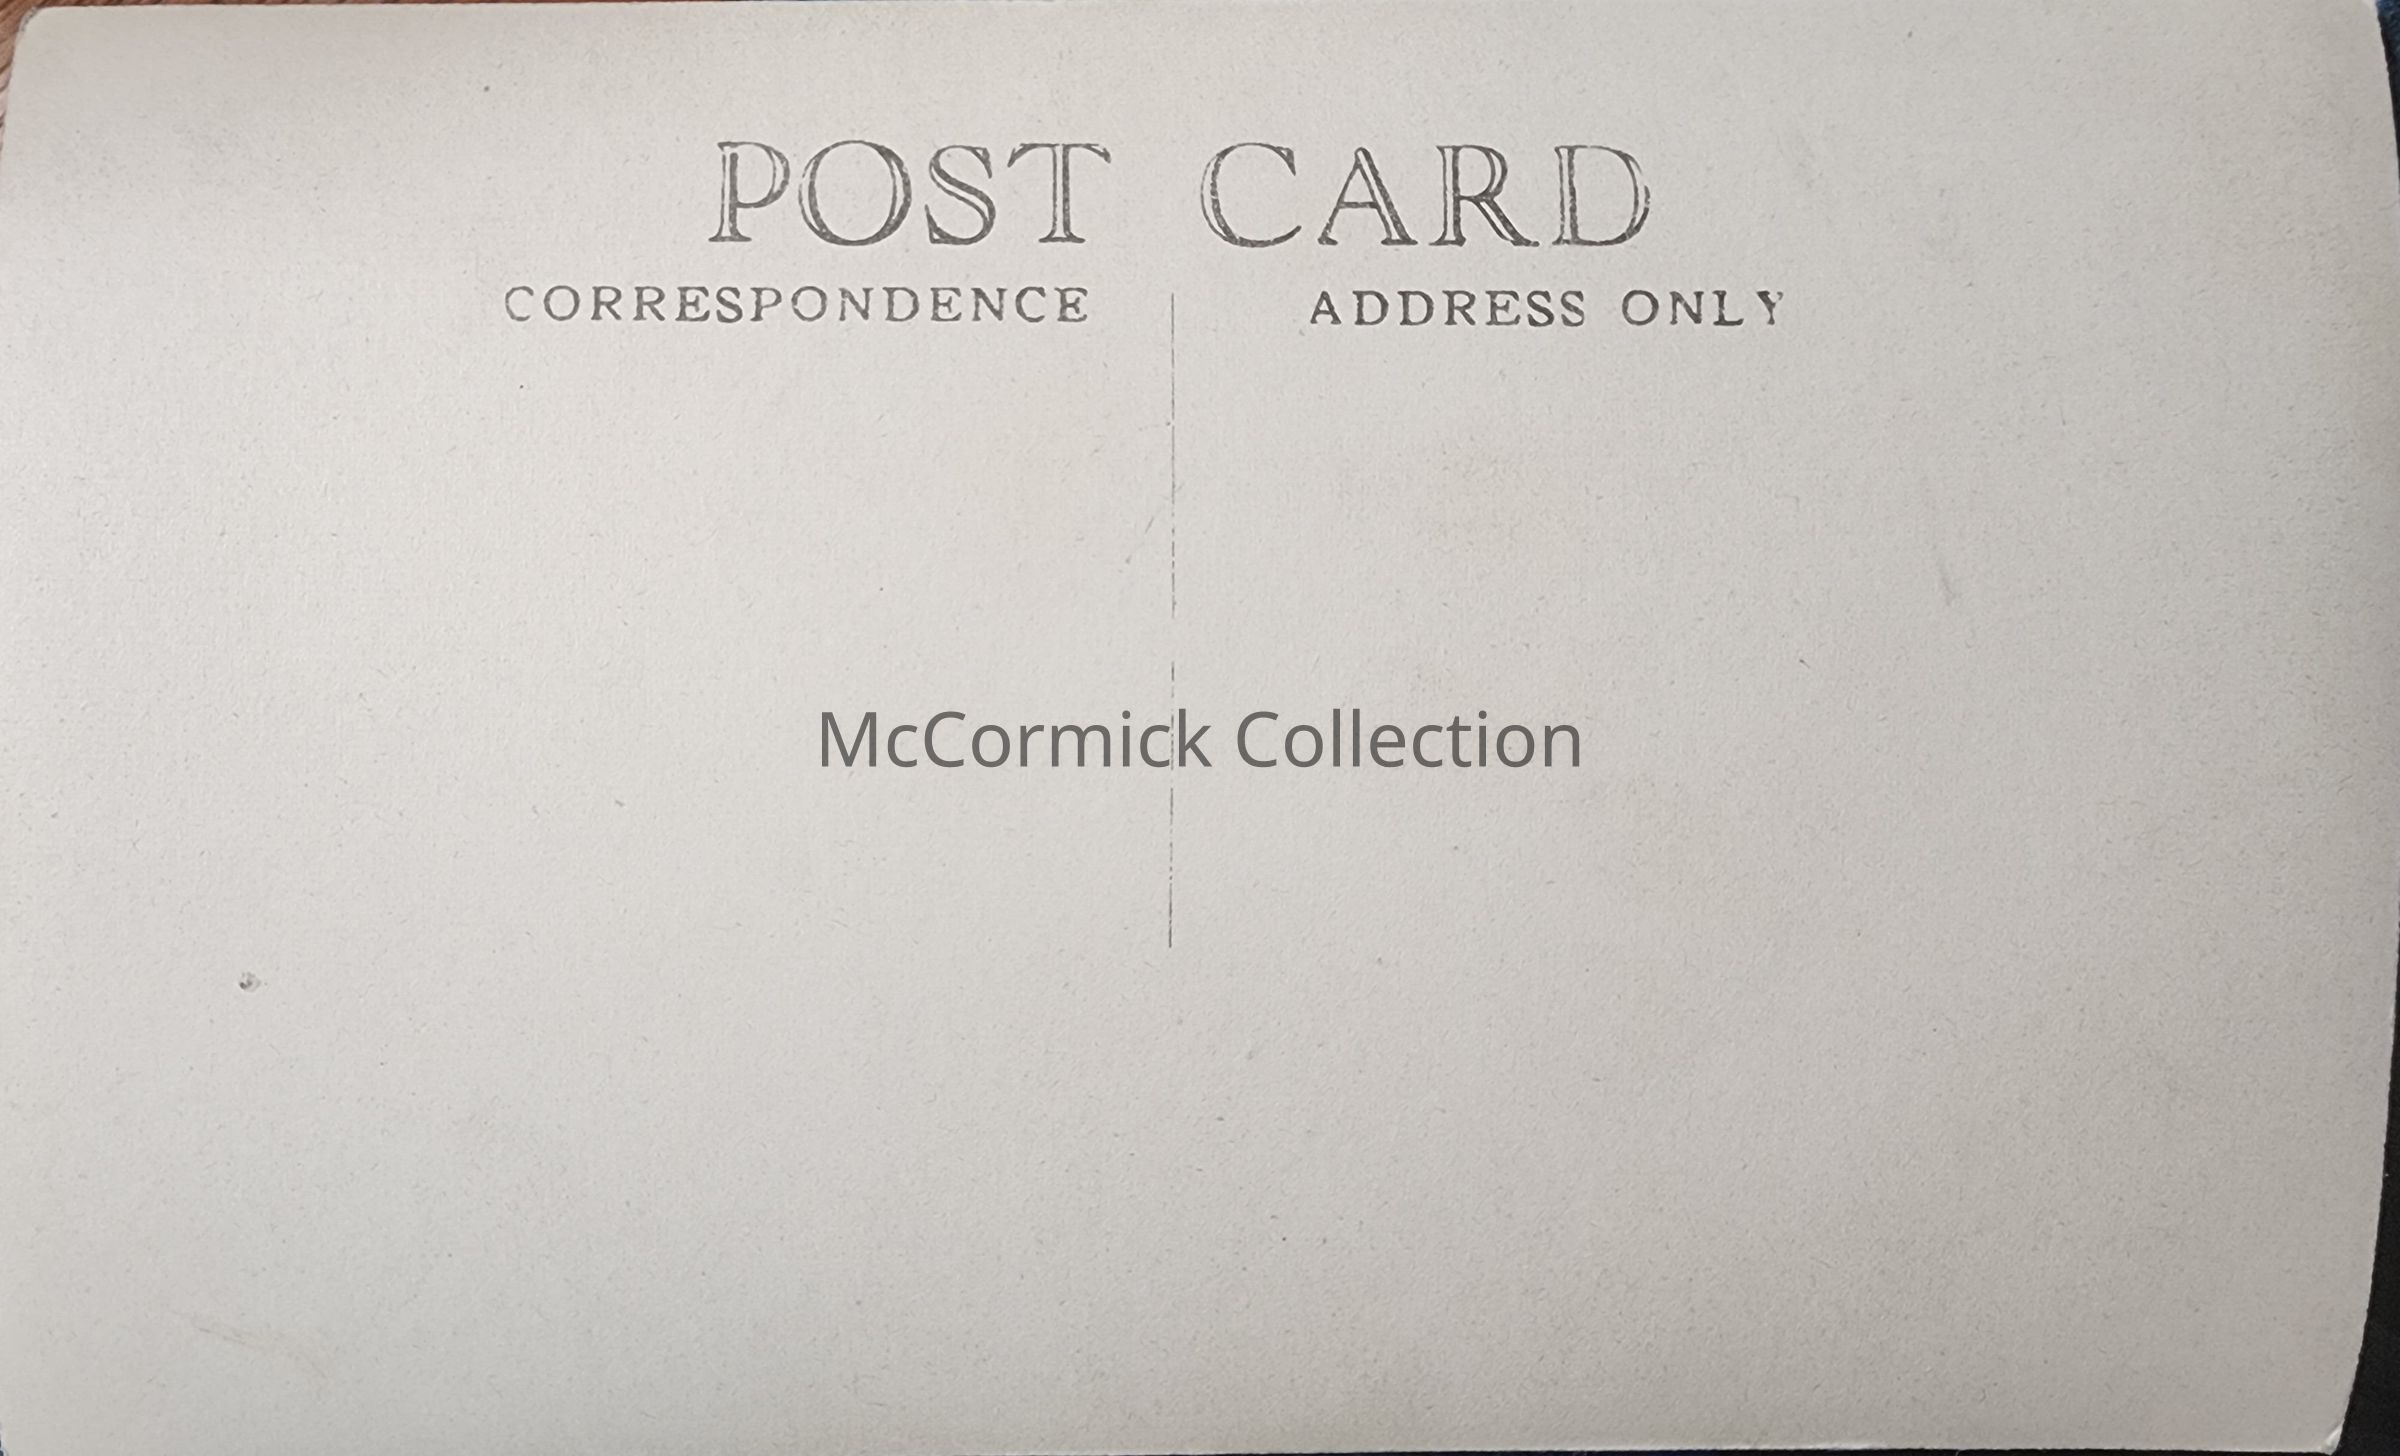 POST CARD
CORRESPONDENCE
ADDRESS ONLY
McCormick Collection